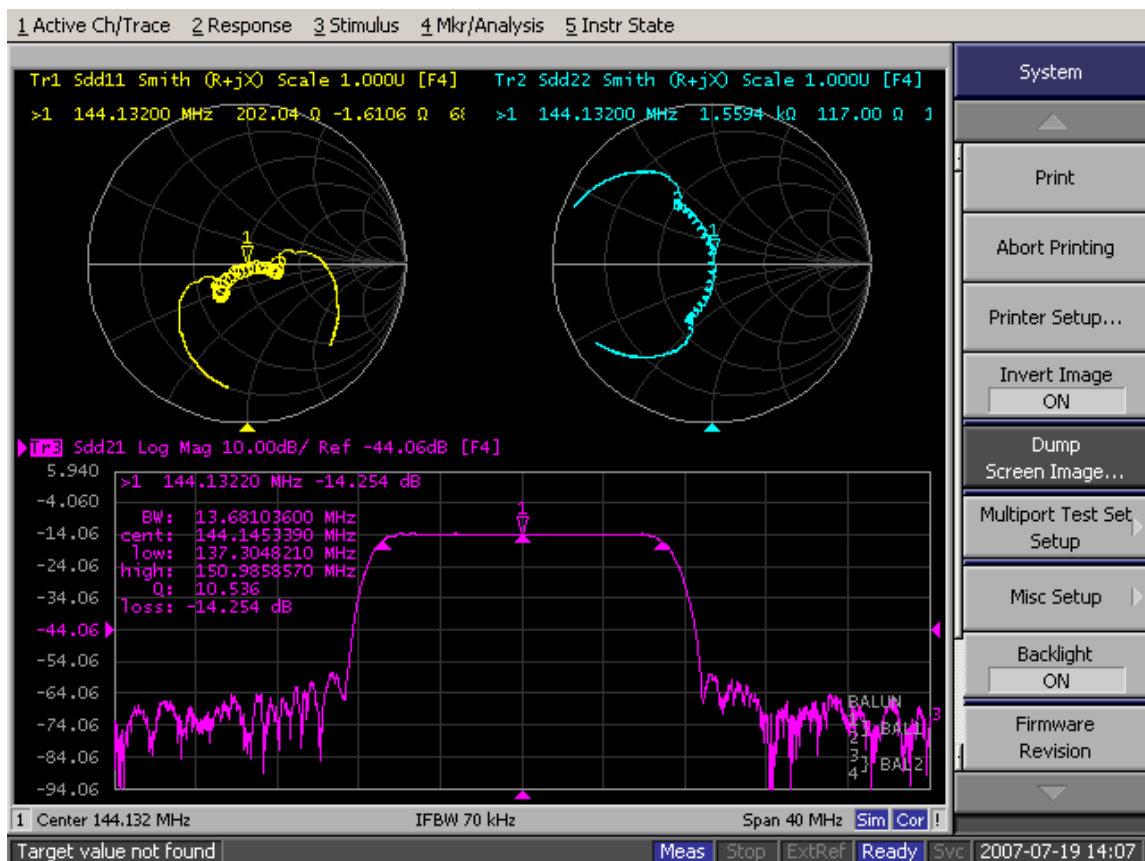 1 Active Ch/Trace 2 Response 3 Stimulus 4 Mkr/Analysis 5 Instr State
Tr1 Sdd11 Smith (R+jX) Scale 1.000U [F4]
>1 144.13200 MHz 202.04 Ω -1.6106 Ω
1
Tr2 Sdd22 Smith (R+jX) Scale 1.000U [F4]
>1 144.13200 MHz 1.5594 kΩ 117.00 Ω 1
1
Tr3 Sdd21 Log Mag 10.00dB/ Ref -44.06dB [F4]
5.940
-4.060
-14.06
-24.06
-34.06
-44.06
-54.06
-64.06
-74.06
-84.06
-94.06
>1 144.13220 MHz -14.254 dB
BW: 13.68103600 MHz
cent: 144.1453390 MHz
low: 137.3048210 MHz
high: 150.9858570 MHz
Q: 10.536
loss: -14.254 dB
1
3
BALUN
1
2} BAL1
3
4} BAL2
1 Center 144.132 MHz IFBW 70 kHz Span 40 MHz Sim Cor !
Target value not found Meas Stop ExtRef Ready Svc 2007-07-19 14:07
System
Print
Abort Printing
Printer Setup...
Invert Image
ON
Dump
Screen Image...
Multiport Test Set
Setup
Misc Setup
Backlight
ON
Firmware
Revision